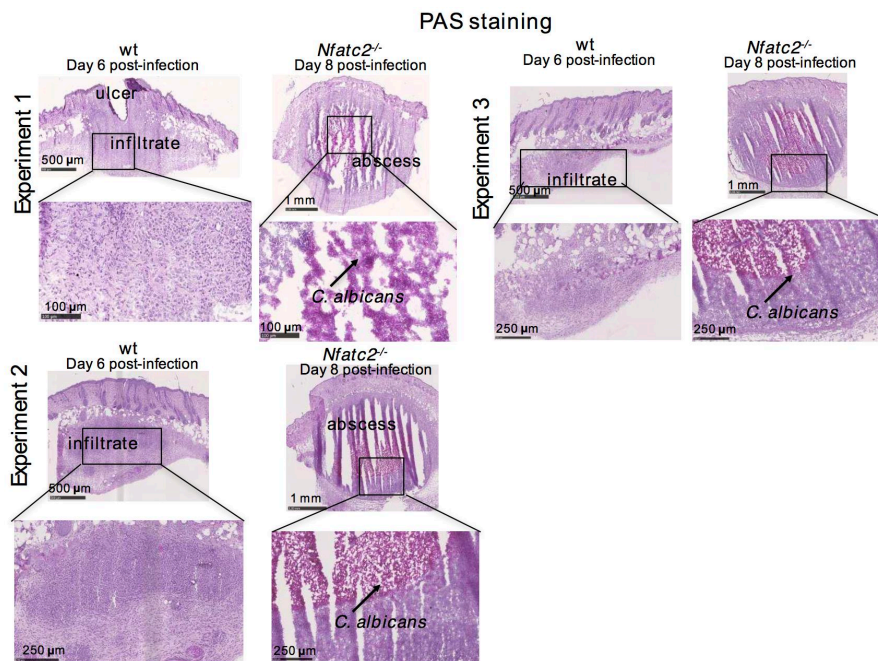 PAS staining
Experiment 1
wt
Day 6 post-infection
ulcer
infiltrate
500 µm
100 µm
Nfatc2-/-
Day 8 post-infection
abscess
1 mm
C. albicans
100 µm
Experiment 3
wt
Day 6 post-infection
500 µm
infiltrate
250 µm
Nfatc2-/-
Day 8 post-infection
1 mm
C. albicans
250 µm
Experiment 2
wt
Day 6 post-infection
infiltrate
500 µm
250 µm
Nfatc2-/-
Day 8 post-infection
abscess
1 mm
C. albicans
250 µm